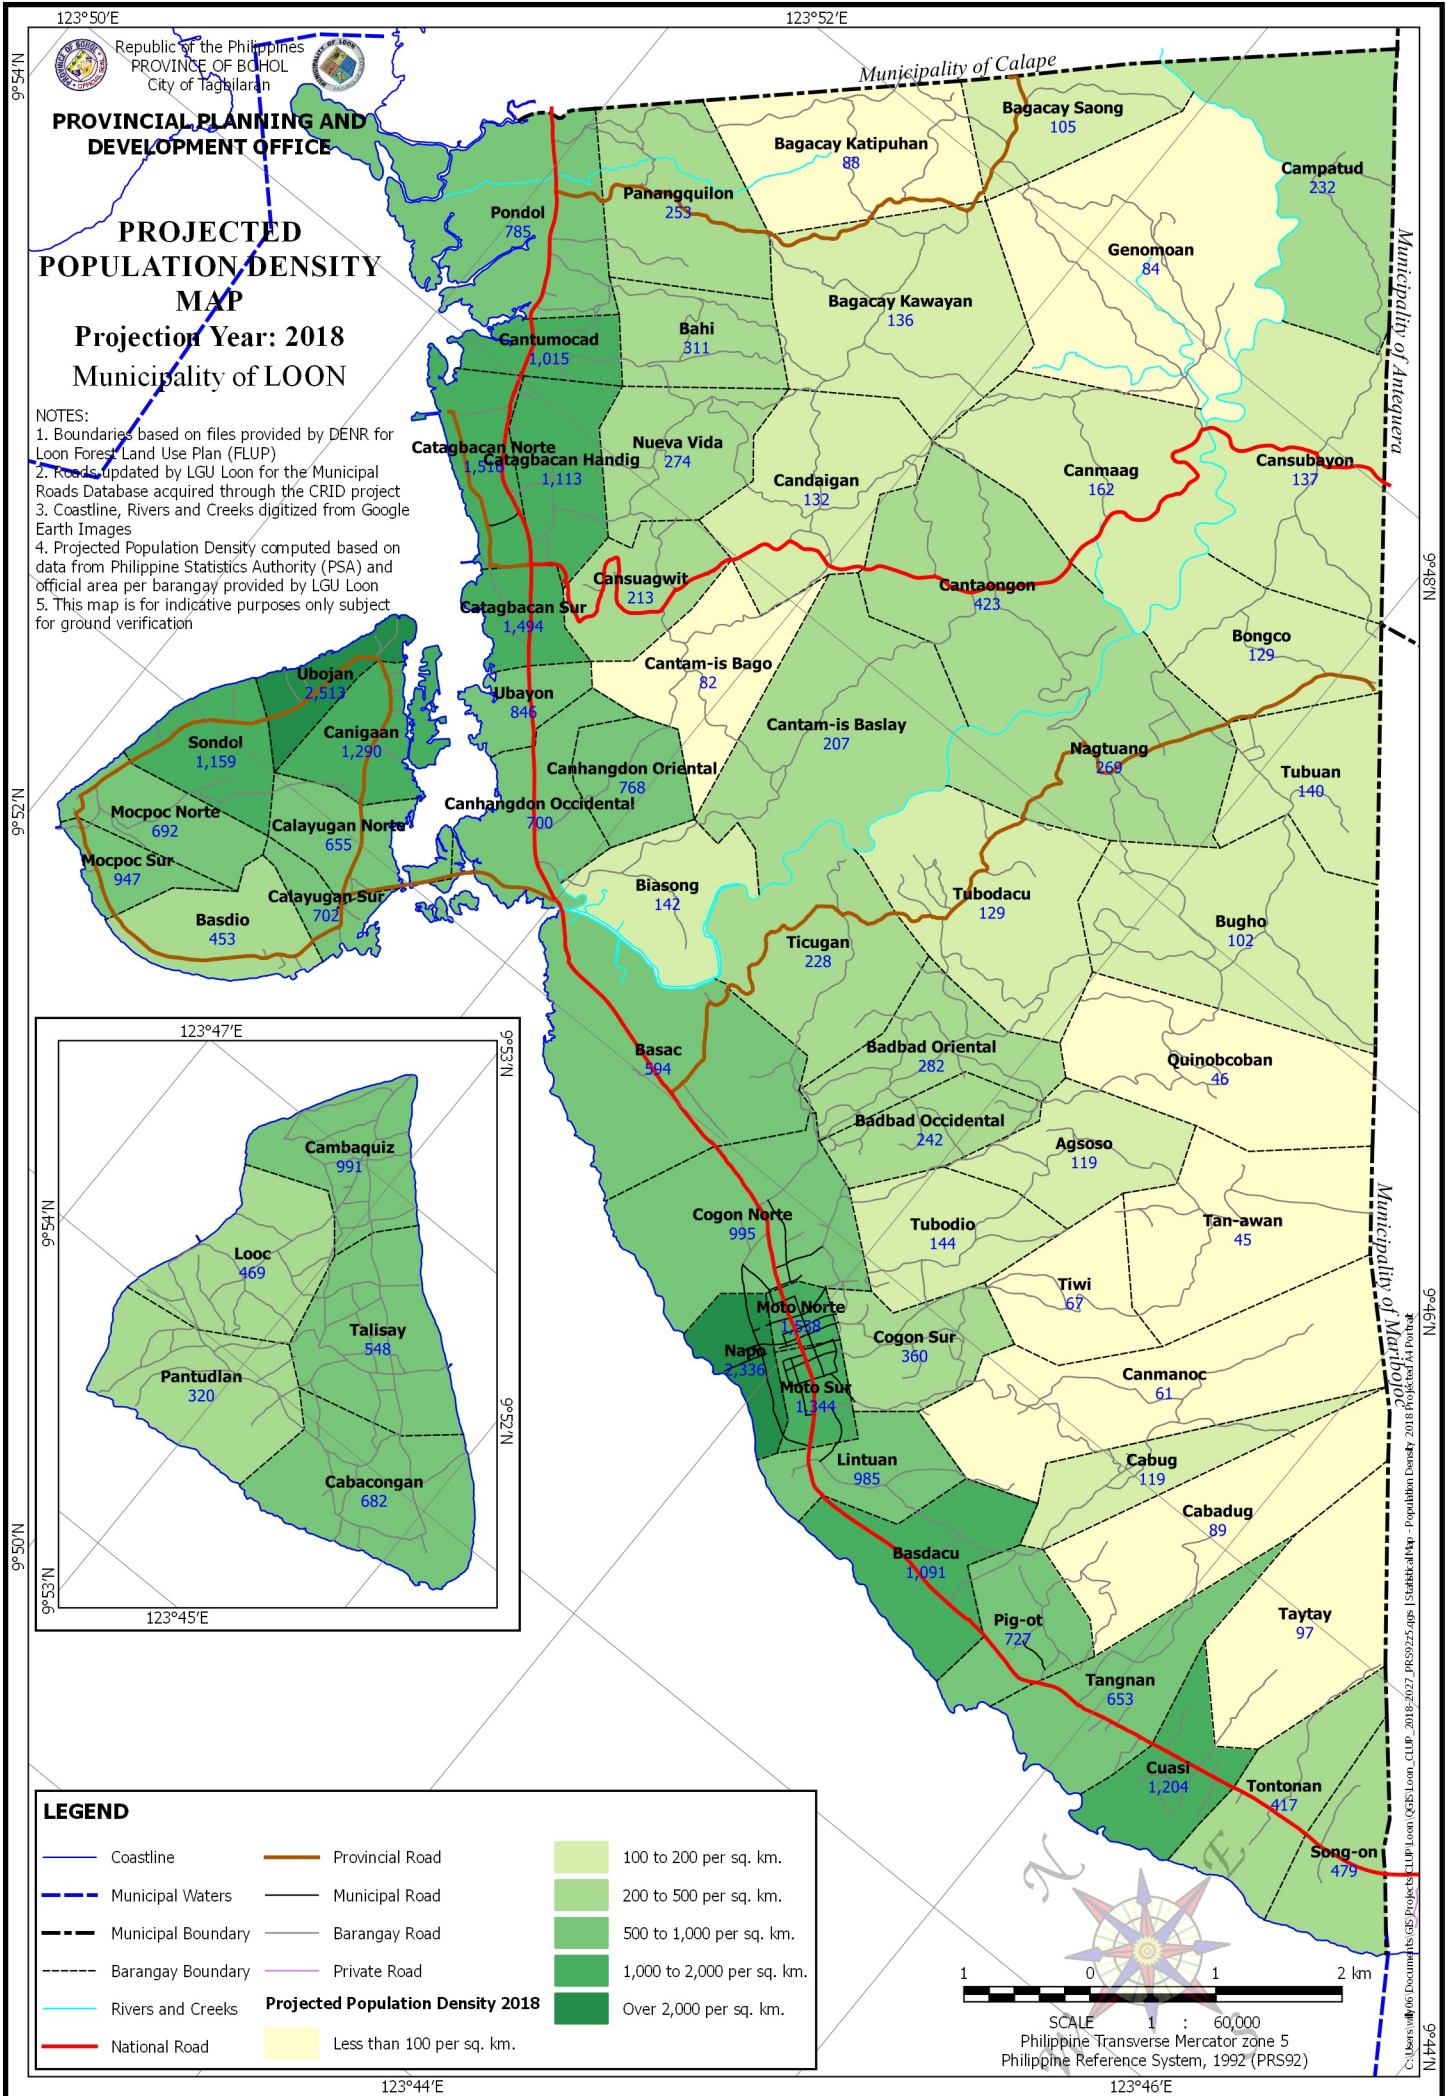 123°50'E
123°52'E
9°54'N
Republic of the Philippines
PROVINCE OF BOHOL
City of Tagbilaran
PROVINCIAL PLANNING AND
DEVELOPMENT OFFICE
PROJECTED
POPULATION DENSITY
MAP
Projection Year: 2018
Municipality of LOON
NOTES:
1. Boundaries based on files provided by DENR for
Loon Forest Land Use Plan (FLUP)
2. Roads updated by LGU Loon for the Municipal
Roads Database acquired through the CRID project
3. Coastline, Rivers and Creeks digitized from Google
Earth Images
4. Projected Population Density computed based on
data from Philippine Statistics Authority (PSA) and
official area per barangay provided by LGU Loon
5. This map is for indicative purposes only subject
for ground verification
Municipality of Calape
Bagacay Saong
105
Bagacay Katipuhan
88
Campatud
232
Panangquilon
253
Pondol
785
Genomoan
84
Municipality of Antequera
Bagacay Kawayan
136
Bahi
311
Cantumocad
1,015
Catagbacan Norte
1,516
Catagbacan Handig
1,113
Nueva Vida
274
Candaigan
132
Canmaag
162
Cansubayon
137
Cansuagwit
213
Cantaongon
423
9°48'N
Catagbacan Sur
1,494
Bongco
129
Cantam-is Bago
82
Ubojan
2,513
Ubayon
846
Canigaan
1,290
Sondol
1,159
Cantam-is Baslay
207
Nagtuang
269
Canhangdon Oriental
768
Tubuan
140
9°52'N
Canhangdon Occidental
700
Mocpoc Norte
692
Calayugan Norte
655
Mocpoc Sur
947
Biasong
142
Calayugan Sur
702
Tubodacu
129
Basdio
453
Bugho
102
Ticugan
228
Basac
594
Badbad Oriental
282
Quinobcoban
46
Badbad Occidental
242
Agsoso
119
Municipality of Maribojoc
Cogon Norte
995
Tubodio
144
Tan-awan
45
Tiwi
67
Moto Norte
1,538
Cogon Sur
360
9°46'N
Napo
2,336
Moto Sur
1,344
Canmanoc
61
Lintuan
985
Cabug
119
Cabadug
89
Basdacu
1,091
Pig-ot
727
Taytay
97
Tangnan
653
Cuasi
1,204
Tontonan
417
Song-on
479
123°47'E
9°53'N
Cambaquiz
991
9°54'N
Looc
469
Talisay
548
Pantudlan
320
9°52'N
Cabacongan
682
9°53'N
123°45'E
9°50'N
LEGEND
Coastline
Municipal Waters
Municipal Boundary
Barangay Boundary
Rivers and Creeks
National Road
Provincial Road
Municipal Road
Barangay Road
Private Road
Projected Population Density 2018
Less than 100 per sq. km.
100 to 200 per sq. km.
200 to 500 per sq. km.
500 to 1,000 per sq. km.
1,000 to 2,000 per sq. km.
Over 2,000 per sq. km.
N
E
S
W
1 0 1 2 km
SCALE 1 : 60,000
Philippine Transverse Mercator zone 5
Philippine Reference System, 1992 (PRS92)
C:\Users\willy06\Documents\GIS Projects\CLUP\Loon\QGIS\Loon_CLUP_2018-2027_PRS92z5.qgs | Statistical Map - Population Density 2018 Projected A4 Portrait
9°44'N
123°44'E
123°46'E